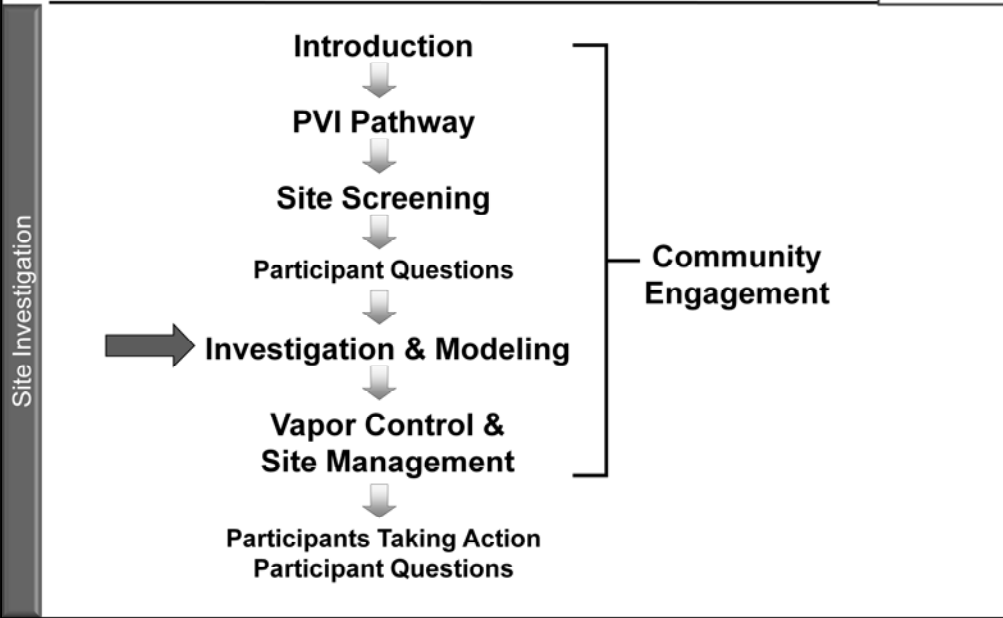 Site Investigation
Introduction
PVI Pathway
Site Screening
Participant Questions
Investigation & Modeling
Vapor Control &
Site Management
Participants Taking Action
Participant Questions
Community
Engagement